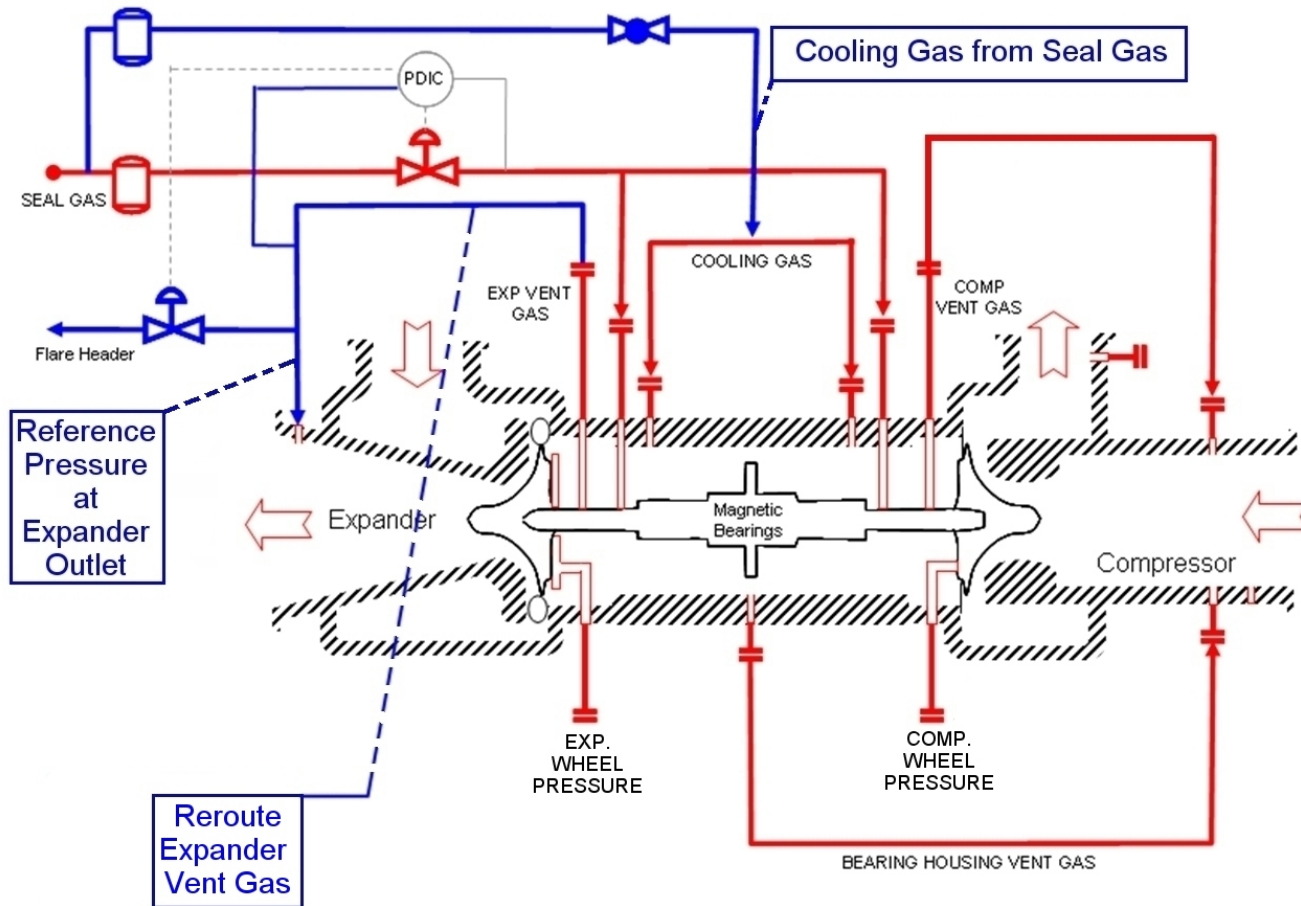 Cooling Gas from Seal Gas
PDIC
SEAL GAS
COOLING GAS
EXP VENT
GAS
COMP
VENT GAS
Flare Header
Reference
Pressure
at
Expander
Outlet
Expander
Magnetic
Bearings
Compressor
EXP.
WHEEL
PRESSURE
COMP.
WHEEL
PRESSURE
Reroute
Expander
Vent Gas
BEARING HOUSING VENT GAS